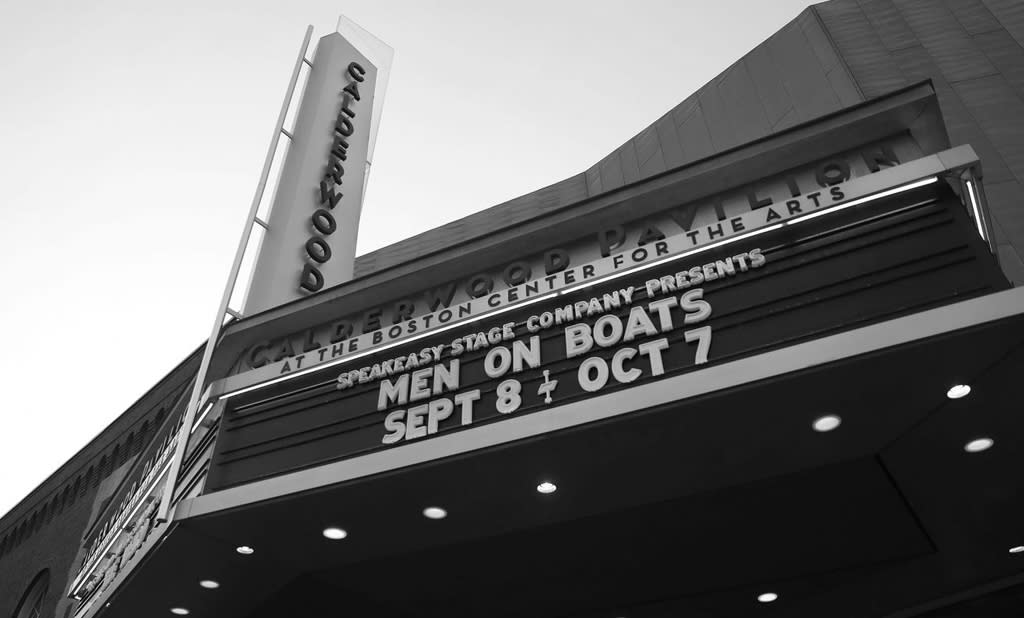 CALDERWOOD
CALDERWOOD PAVILION
AT THE BOSTON CENTER FOR THE ARTS
SPEAKEASY STAGE COMPANY PRESENTS
MEN ON BOATS
SEPT 8 - OCT 7